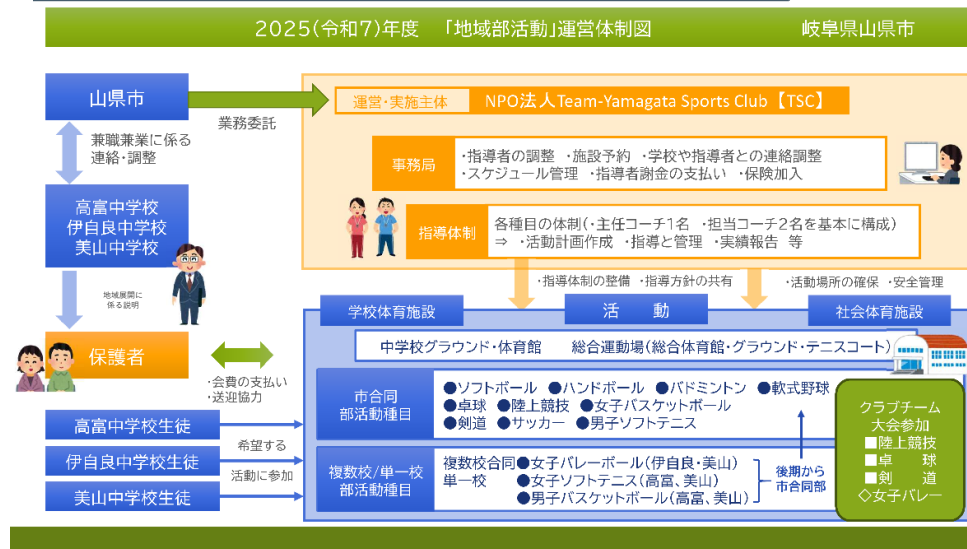 2025(令和7)年度 「地域部活動」運営体制図 岐阜県山県市
山県市
業務委託
運営・実施主体 NPO法人Team-Yamagata Sports Club【TSC】
兼職兼業に係る
連絡・調整
事務局
・指導者の調整 ・施設予約 ・学校や指導者との連絡調整
・スケジュール管理 ・指導者謝金の支払い ・保険加入
高富中学校
伊自良中学校
美山中学校
指導体制
各種目の体制(・主任コーチ1名 ・担当コーチ2名を基本に構成)
⇒ ・活動計画作成 ・指導と管理 ・実績報告 等
・指導体制の整備 ・指導方針の共有
・活動場所の確保 ・安全管理
地域展開に
係る説明
学校体育施設
活 動
社会体育施設
中学校グラウンド・体育館 総合運動場(総合体育館・グラウンド・テニスコート)
保護者
・会費の支払い
・送迎協力
市合同
部活動種目
●ソフトボール ●ハンドボール ●バドミントン ●軟式野球
●卓球 ●陸上競技 ●女子バスケットボール
●剣道 ●サッカー ●男子ソフトテニス
高富中学校生徒
伊自良中学校生徒
美山中学校生徒
希望する
活動に参加
複数校/単一校
部活動種目
複数校合同●女子バレーボール(伊自良・美山)
単一校 ●女子ソフトテニス(高富、美山)
●男子バスケットボール(高富、美山)
後期から
市合同部
クラブチーム
大会参加
■陸上競技
■卓 球
■剣 道
◇女子バレー